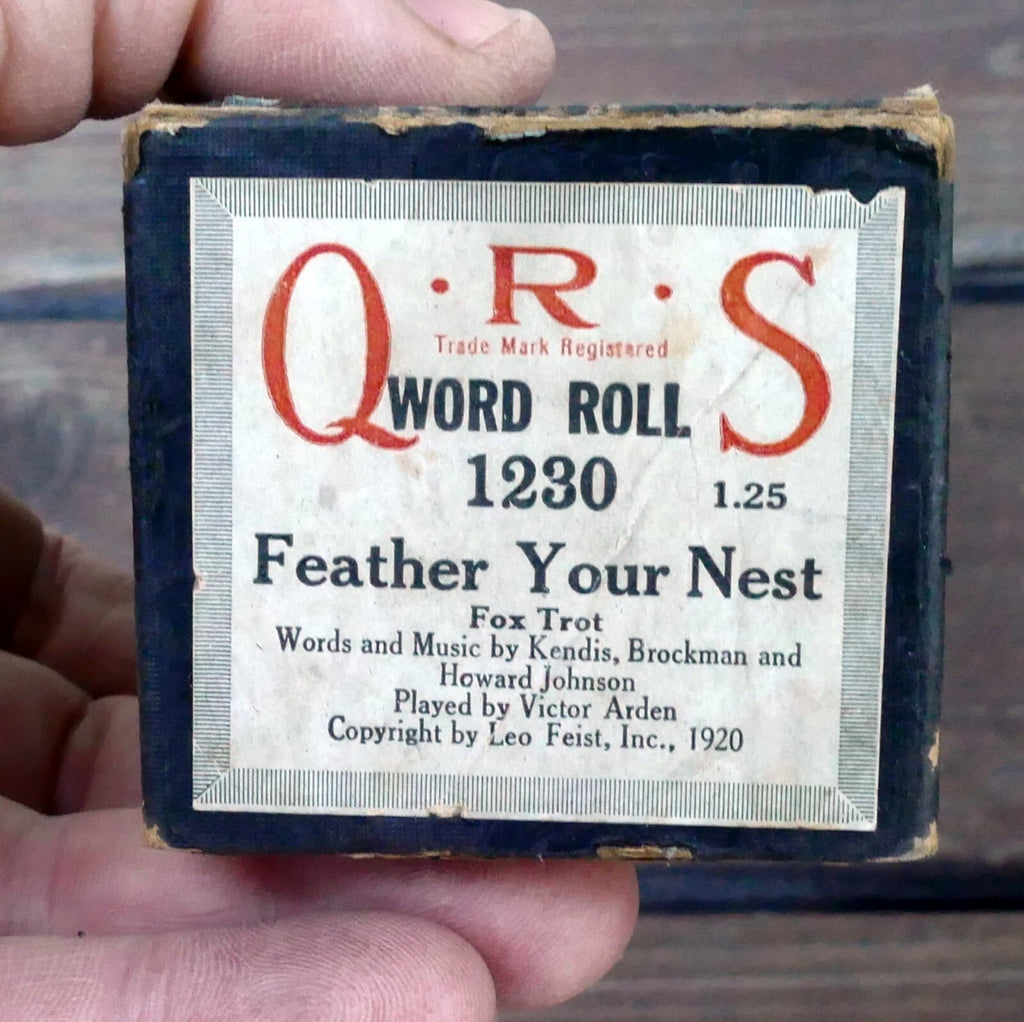 Q·R·S
Trade Mark Registered
WORD ROLL
1230 1.25
Feather Your Nest
Fox Trot
Words and Music by Kendis, Brockman and
Howard Johnson
Played by Victor Arden
Copyright by Leo Feist, Inc., 1920